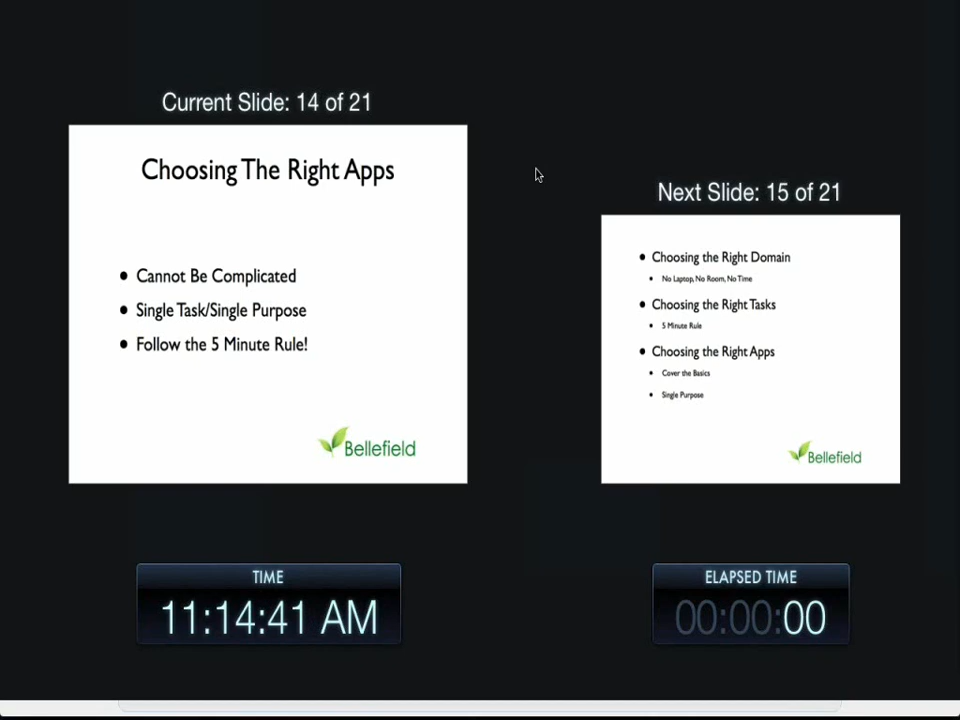 Current Slide: 14 of 21
Choosing The Right Apps
• Cannot Be Complicated
• Single Task/Single Purpose
• Follow the 5 Minute Rule!
Bellefield
Next Slide: 15 of 21
• Choosing the Right Domain
• No Laptop, No Room, No Time
• Choosing the Right Tasks
• 5 Minute Rule
• Choosing the Right Apps
• Cover the Basics
• Single Purpose
Bellefield
TIME
11:14:41 AM
ELAPSED TIME
00:00:00